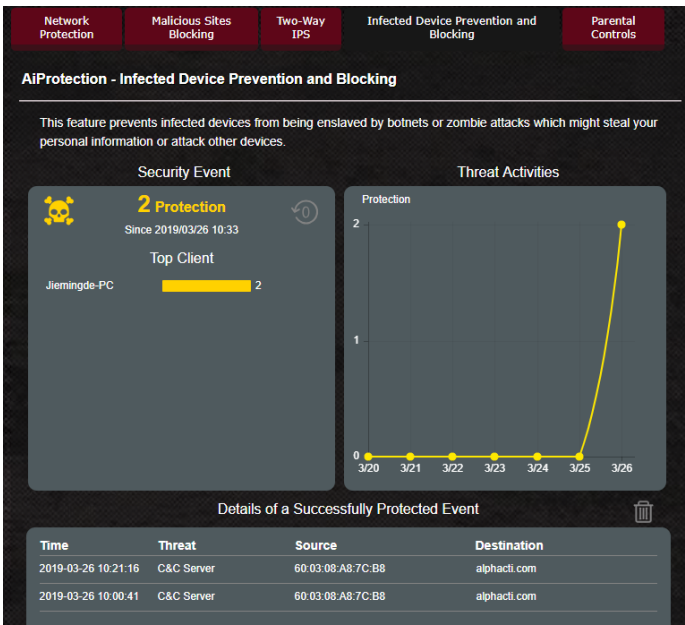 Network Protection
Malicious Sites Blocking
Two-Way IPS
Infected Device Prevention and Blocking
Parental Controls
AiProtection - Infected Device Prevention and Blocking
This feature prevents infected devices from being enslaved by botnets or zombie attacks which might steal your
personal information or attack other devices.
Security Event
2 Protection
0
Since 2019/03/26 10:33
Top Client
Jiemingde-PC 2
Threat Activities
Protection
2
1
0
3/20 3/21 3/22 3/23 3/24 3/25 3/26
Details of a Successfully Protected Event
Time Threat Source Destination
2019-03-26 10:21:16 C&C Server 60:03:08:A8:7C:B8 alphacti.com
2019-03-26 10:00:41 C&C Server 60:03:08:A8:7C:B8 alphacti.com